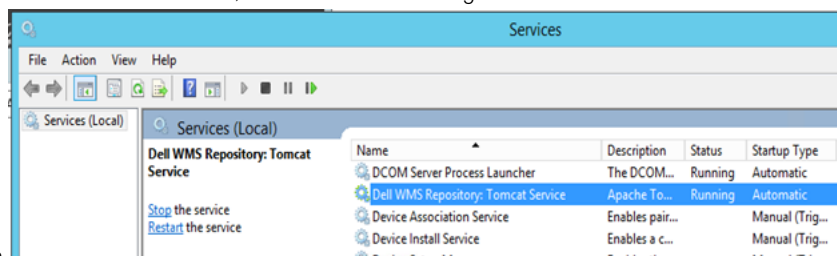 Services
File Action View Help
Services (Local)
Services (Local)
Dell WMS Repository: Tomcat
Service
Stop the service
Restart the service
Name Description Status Startup Type
DCOM Server Process Launcher The DCOM... Running Automatic
Dell WMS Repository: Tomcat Service Apache To... Running Automatic
Device Association Service Enables pair... Manual (Trig...
Device Install Service Enables a c... Manual (Trig...